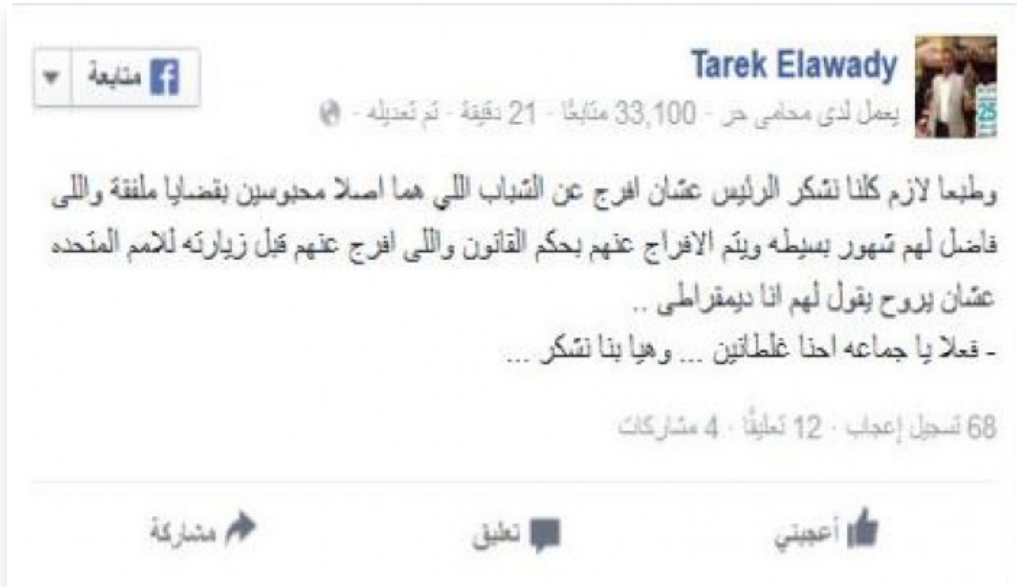 Tarek Elawady
متابعة
يعمل لدى محامى حر · 33,100 متابعًا · 21 دقيقة · تم تعديله ·
وطبعا لازم كلنا نشكر الرئيس عشان افرج عن الشباب اللي هما اصلا محبوسين بقضايا ملفقة واللى
فاضل لهم شهور بسيطه ويتم الافراج عنهم بحكم القانون واللى افرج عنهم قبل زيارته للامم المتحده
عشان يروح يقول لهم انا ديمقراطى ..
- فعلا يا جماعه احنا غلطانين ... وهيا بنا نشكر ...
68 تسجيل إعجاب · 12 تعليقًا · 4 مشاركات
أعجبني
تعليق
مشاركة